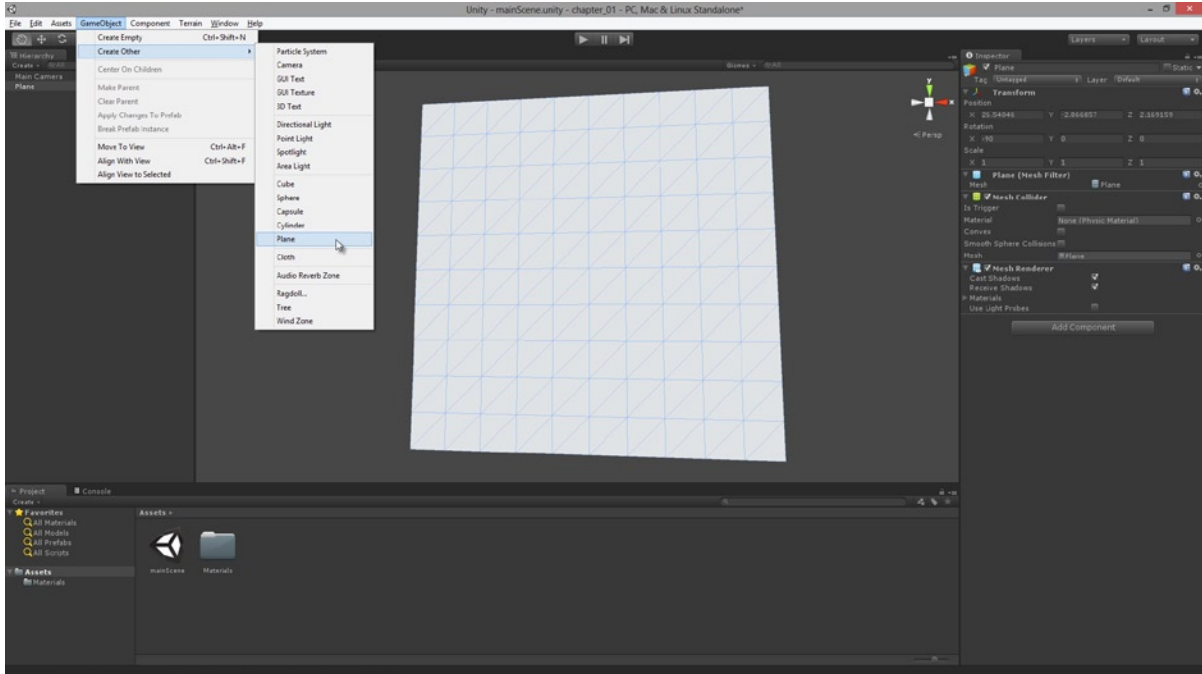 Unity - mainScene.unity - chapter_01 - PC, Mac & Linux Standalone*
File Edit Assets GameObject Component Terrain Window Help
Create Empty Ctrl+Shift+N
Create Other
Center On Children
Make Parent
Clear Parent
Apply Changes To Prefab
Break Prefab Instance
Move To View Ctrl+Alt+F
Align With View Ctrl+Shift+F
Align View to Selected
Particle System
Camera
GUI Text
GUI Texture
3D Text
Directional Light
Point Light
Spotlight
Area Light
Cube
Sphere
Capsule
Cylinder
Plane
Cloth
Audio Reverb Zone
Ragdoll...
Tree
Wind Zone
Layers Layout
Hierarchy
Create
Main Camera
Plane
Gizmos
y
x
Persp
Inspector
Plane Static
Tag Untagged Layer Default
Transform
Position
X 26.54046 Y -2.066857 Z 2.169159
Rotation
X -90 Y 0 Z 0
Scale
X 1 Y 1 Z 1
Plane (Mesh Filter)
Mesh Plane
Mesh Collider
Is Trigger
Material None (Physic Material)
Convex
Smooth Sphere Collisions
Mesh Plane
Mesh Renderer
Cast Shadows
Receive Shadows
Materials
Use Light Probes
Add Component
Project Console
Create
Favorites
All Materials
All Models
All Prefabs
All Scripts
Assets
Materials
Assets
mainScene Materials